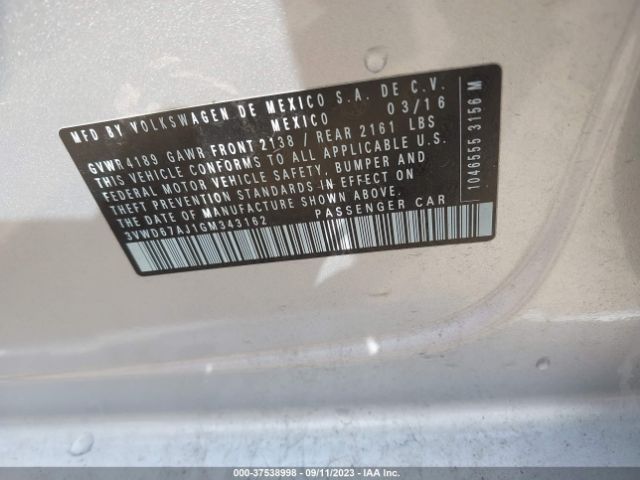 MFD BY VOLKSWAGEN DE MEXICO S.A. DE C.V.
MEXICO 03/16
GVWR 4189 GAWR FRONT 2138 / REAR 2161 LBS
THIS VEHICLE CONFORMS TO ALL APPLICABLE U.S.
FEDERAL MOTOR VEHICLE SAFETY, BUMPER AND
THEFT PREVENTION STANDARDS IN EFFECT ON
THE DATE OF MANUFACTURE SHOWN ABOVE.
3VWD67AJ1GM343162 PASSENGER CAR
1046555 3156 M
000-37538998 - 09/11/2023 - IAA Inc.